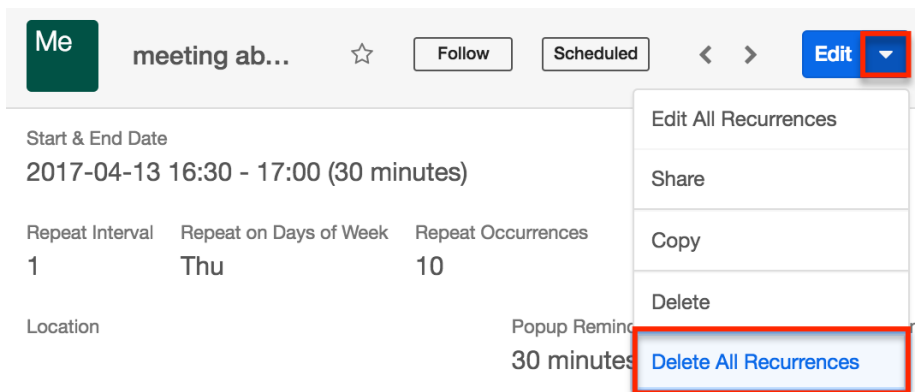 Me
meeting ab...
Follow
Scheduled
Edit
Edit All Recurrences
Share
Copy
Delete
Delete All Recurrences
Start & End Date
2017-04-13 16:30 - 17:00 (30 minutes)
Repeat Interval Repeat on Days of Week Repeat Occurrences
1 Thu 10
Location
Popup
30 minutes